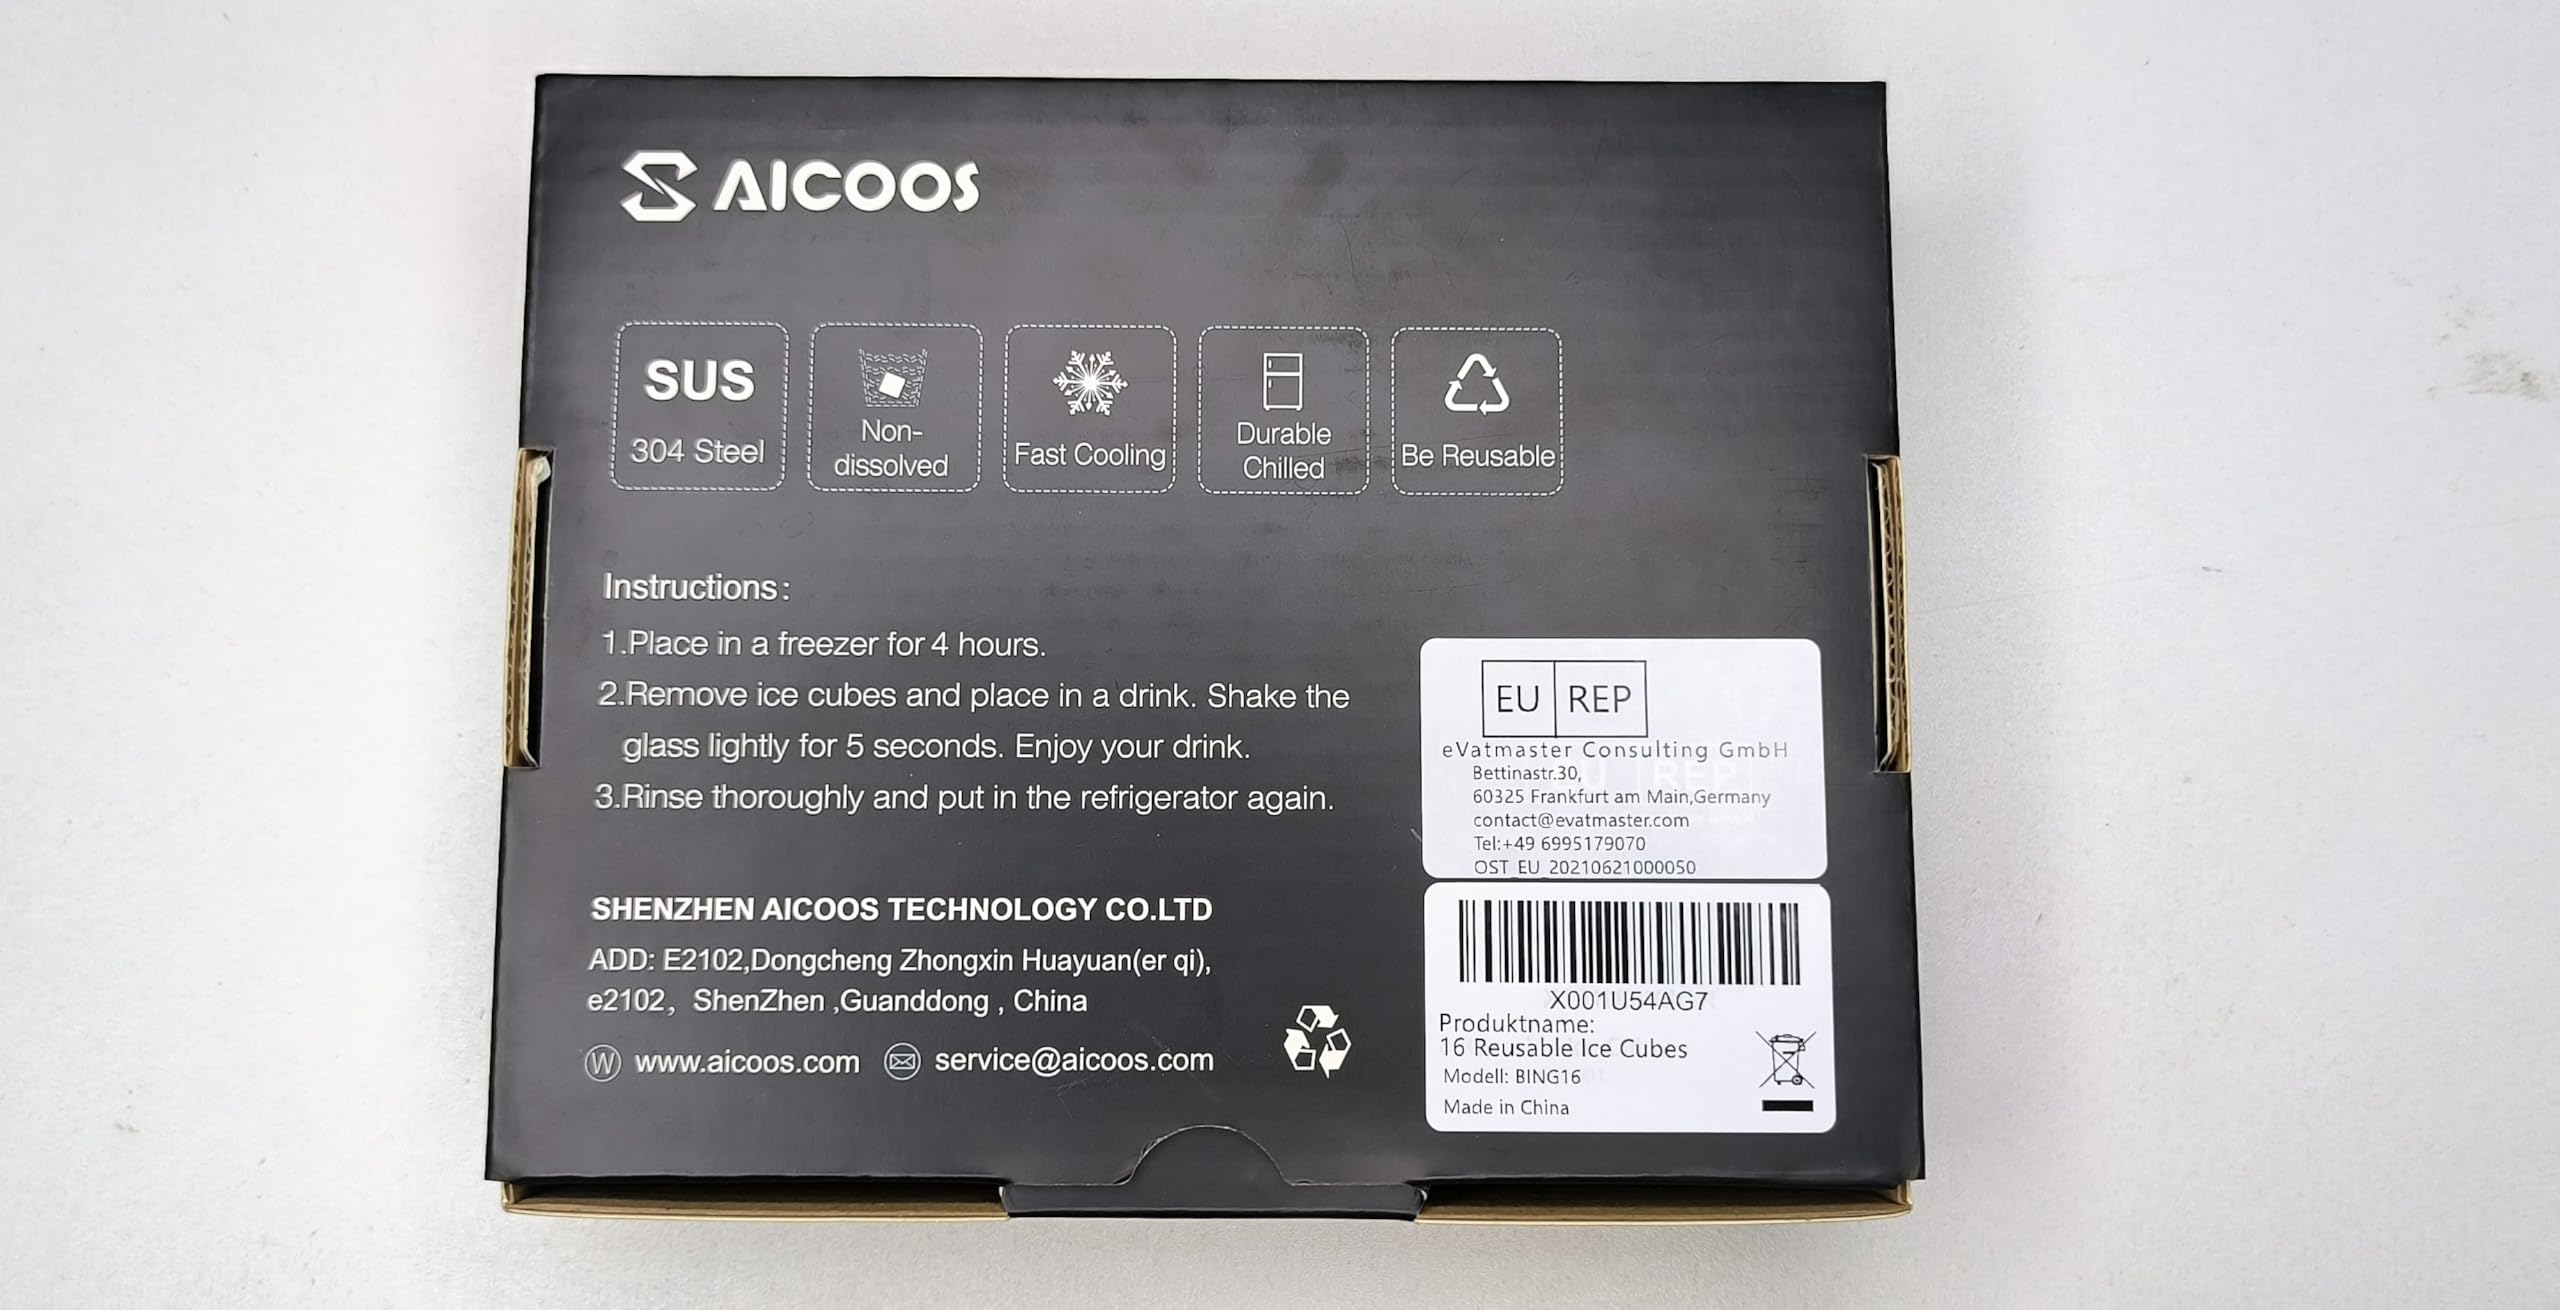 AICOOS
SUS
304 Steel
Non-
dissolved
Fast Cooling
Durable
Chilled
Be Reusable
Instructions:
1.Place in a freezer for 4 hours.
2.Remove ice cubes and place in a drink. Shake the
glass lightly for 5 seconds. Enjoy your drink.
3.Rinse thoroughly and put in the refrigerator again.
SHENZHEN AICOOS TECHNOLOGY CO.LTD
ADD: E2102,Dongcheng Zhongxin Huayuan(er qi),
e2102，ShenZhen ,Guanddong , China
W www.aicoos.com service@aicoos.com
EU REP
eVatmaster Consulting GmbH
Bettinastr.30,
60325 Frankfurt am Main,Germany
contact@evatmaster.com
Tel:+49 6995179070
OST_EU_20210621000050
X001U54AG7
Produktname:
16 Reusable Ice Cubes
Modell: BING16
Made in China